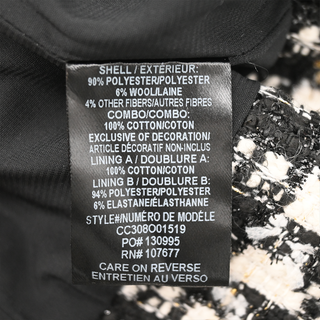 SHELL / EXTÉRIEUR:
90% POLYESTER/POLYESTER
6% WOOL/LAINE
4% OTHER FIBERS/AUTRES FIBRES
COMBO/COMBO:
100% COTTON/COTON
EXCLUSIVE OF DECORATION/
ARTICLE DÉCORATIF NON-INCLUS
LINING A / DOUBLURE A:
100% COTTON/COTON
LINING B / DOUBLURE B:
94% POLYESTER/POLYESTER
6% ELASTANE/ÉLASTHANNE
STYLE#/NUMÉRO DE MODÈLE
CC308O01519
PO# 130995
RN# 107677
CARE ON REVERSE
ENTRETIEN AU VERSO